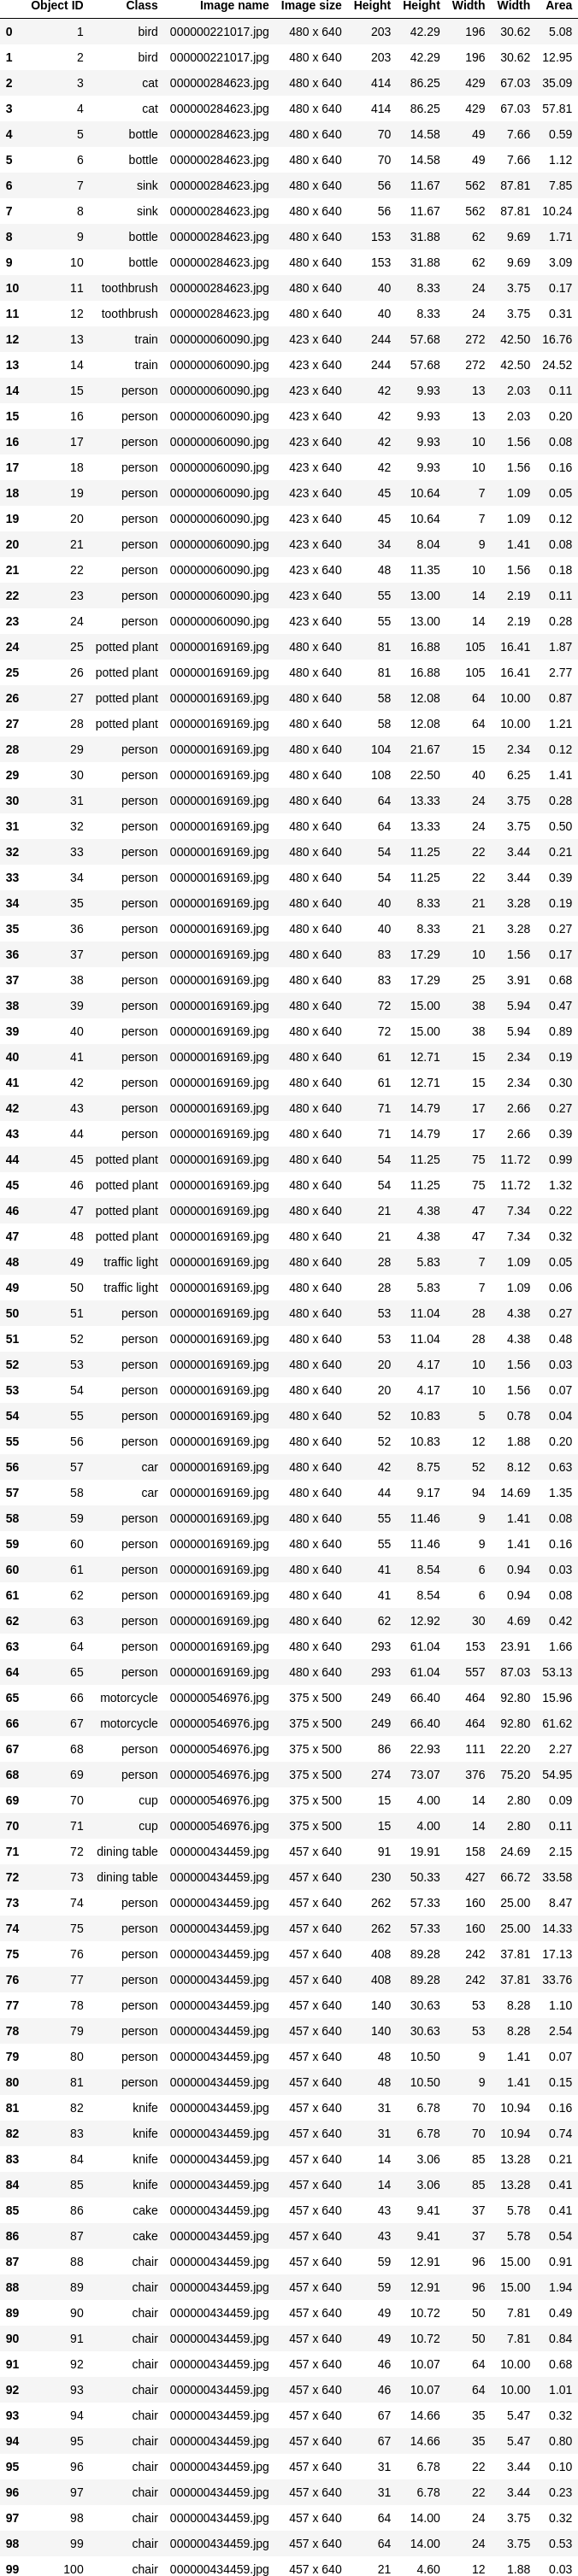 Object ID Class Image name Image size Height Height Width Width Area
0 1 bird 000000221017.jpg 480 x 640 203 42.29 196 30.62 5.08
1 2 bird 000000221017.jpg 480 x 640 203 42.29 196 30.62 12.95
2 3 cat 000000284623.jpg 480 x 640 414 86.25 429 67.03 35.09
3 4 cat 000000284623.jpg 480 x 640 414 86.25 429 67.03 57.81
4 5 bottle 000000284623.jpg 480 x 640 70 14.58 49 7.66 0.59
5 6 bottle 000000284623.jpg 480 x 640 70 14.58 49 7.66 1.12
6 7 sink 000000284623.jpg 480 x 640 56 11.67 562 87.81 7.85
7 8 sink 000000284623.jpg 480 x 640 56 11.67 562 87.81 10.24
8 9 bottle 000000284623.jpg 480 x 640 153 31.88 62 9.69 1.71
9 10 bottle 000000284623.jpg 480 x 640 153 31.88 62 9.69 3.09
10 11 toothbrush 000000284623.jpg 480 x 640 40 8.33 24 3.75 0.17
11 12 toothbrush 000000284623.jpg 480 x 640 40 8.33 24 3.75 0.31
12 13 train 000000060090.jpg 423 x 640 244 57.68 272 42.50 16.76
13 14 train 000000060090.jpg 423 x 640 244 57.68 272 42.50 24.52
14 15 person 000000060090.jpg 423 x 640 42 9.93 13 2.03 0.11
15 16 person 000000060090.jpg 423 x 640 42 9.93 13 2.03 0.20
16 17 person 000000060090.jpg 423 x 640 42 9.93 10 1.56 0.08
17 18 person 000000060090.jpg 423 x 640 42 9.93 10 1.56 0.16
18 19 person 000000060090.jpg 423 x 640 45 10.64 7 1.09 0.05
19 20 person 000000060090.jpg 423 x 640 45 10.64 7 1.09 0.12
20 21 person 000000060090.jpg 423 x 640 34 8.04 9 1.41 0.08
21 22 person 000000060090.jpg 423 x 640 48 11.35 10 1.56 0.18
22 23 person 000000060090.jpg 423 x 640 55 13.00 14 2.19 0.11
23 24 person 000000060090.jpg 423 x 640 55 13.00 14 2.19 0.28
24 25 potted plant 000000169169.jpg 480 x 640 81 16.88 105 16.41 1.87
25 26 potted plant 000000169169.jpg 480 x 640 81 16.88 105 16.41 2.77
26 27 potted plant 000000169169.jpg 480 x 640 58 12.08 64 10.00 0.87
27 28 potted plant 000000169169.jpg 480 x 640 58 12.08 64 10.00 1.21
28 29 person 000000169169.jpg 480 x 640 104 21.67 15 2.34 0.12
29 30 person 000000169169.jpg 480 x 640 108 22.50 40 6.25 1.41
30 31 person 000000169169.jpg 480 x 640 64 13.33 24 3.75 0.28
31 32 person 000000169169.jpg 480 x 640 64 13.33 24 3.75 0.50
32 33 person 000000169169.jpg 480 x 640 54 11.25 22 3.44 0.21
33 34 person 000000169169.jpg 480 x 640 54 11.25 22 3.44 0.39
34 35 person 000000169169.jpg 480 x 640 40 8.33 21 3.28 0.19
35 36 person 000000169169.jpg 480 x 640 40 8.33 21 3.28 0.27
36 37 person 000000169169.jpg 480 x 640 83 17.29 10 1.56 0.17
37 38 person 000000169169.jpg 480 x 640 83 17.29 25 3.91 0.68
38 39 person 000000169169.jpg 480 x 640 72 15.00 38 5.94 0.47
39 40 person 000000169169.jpg 480 x 640 72 15.00 38 5.94 0.89
40 41 person 000000169169.jpg 480 x 640 61 12.71 15 2.34 0.19
41 42 person 000000169169.jpg 480 x 640 61 12.71 15 2.34 0.30
42 43 person 000000169169.jpg 480 x 640 71 14.79 17 2.66 0.27
43 44 person 000000169169.jpg 480 x 640 71 14.79 17 2.66 0.39
44 45 potted plant 000000169169.jpg 480 x 640 54 11.25 75 11.72 0.99
45 46 potted plant 000000169169.jpg 480 x 640 54 11.25 75 11.72 1.32
46 47 potted plant 000000169169.jpg 480 x 640 21 4.38 47 7.34 0.22
47 48 potted plant 000000169169.jpg 480 x 640 21 4.38 47 7.34 0.32
48 49 traffic light 000000169169.jpg 480 x 640 28 5.83 7 1.09 0.05
49 50 traffic light 000000169169.jpg 480 x 640 28 5.83 7 1.09 0.06
50 51 person 000000169169.jpg 480 x 640 53 11.04 28 4.38 0.27
51 52 person 000000169169.jpg 480 x 640 53 11.04 28 4.38 0.48
52 53 person 000000169169.jpg 480 x 640 20 4.17 10 1.56 0.03
53 54 person 000000169169.jpg 480 x 640 20 4.17 10 1.56 0.07
54 55 person 000000169169.jpg 480 x 640 52 10.83 5 0.78 0.04
55 56 person 000000169169.jpg 480 x 640 52 10.83 12 1.88 0.20
56 57 car 000000169169.jpg 480 x 640 42 8.75 52 8.12 0.63
57 58 car 000000169169.jpg 480 x 640 44 9.17 94 14.69 1.35
58 59 person 000000169169.jpg 480 x 640 55 11.46 9 1.41 0.08
59 60 person 000000169169.jpg 480 x 640 55 11.46 9 1.41 0.16
60 61 person 000000169169.jpg 480 x 640 41 8.54 6 0.94 0.03
61 62 person 000000169169.jpg 480 x 640 41 8.54 6 0.94 0.08
62 63 person 000000169169.jpg 480 x 640 62 12.92 30 4.69 0.42
63 64 person 000000169169.jpg 480 x 640 293 61.04 153 23.91 1.66
64 65 person 000000169169.jpg 480 x 640 293 61.04 557 87.03 53.13
65 66 motorcycle 000000546976.jpg 375 x 500 249 66.40 464 92.80 15.96
66 67 motorcycle 000000546976.jpg 375 x 500 249 66.40 464 92.80 61.62
67 68 person 000000546976.jpg 375 x 500 86 22.93 111 22.20 2.27
68 69 person 000000546976.jpg 375 x 500 274 73.07 376 75.20 54.95
69 70 cup 000000546976.jpg 375 x 500 15 4.00 14 2.80 0.09
70 71 cup 000000546976.jpg 375 x 500 15 4.00 14 2.80 0.11
71 72 dining table 000000434459.jpg 457 x 640 91 19.91 158 24.69 2.15
72 73 dining table 000000434459.jpg 457 x 640 230 50.33 427 66.72 33.58
73 74 person 000000434459.jpg 457 x 640 262 57.33 160 25.00 8.47
74 75 person 000000434459.jpg 457 x 640 262 57.33 160 25.00 14.33
75 76 person 000000434459.jpg 457 x 640 408 89.28 242 37.81 17.13
76 77 person 000000434459.jpg 457 x 640 408 89.28 242 37.81 33.76
77 78 person 000000434459.jpg 457 x 640 140 30.63 53 8.28 1.10
78 79 person 000000434459.jpg 457 x 640 140 30.63 53 8.28 2.54
79 80 person 000000434459.jpg 457 x 640 48 10.50 9 1.41 0.07
80 81 person 000000434459.jpg 457 x 640 48 10.50 9 1.41 0.15
81 82 knife 000000434459.jpg 457 x 640 31 6.78 70 10.94 0.16
82 83 knife 000000434459.jpg 457 x 640 31 6.78 70 10.94 0.74
83 84 knife 000000434459.jpg 457 x 640 14 3.06 85 13.28 0.21
84 85 knife 000000434459.jpg 457 x 640 14 3.06 85 13.28 0.41
85 86 cake 000000434459.jpg 457 x 640 43 9.41 37 5.78 0.41
86 87 cake 000000434459.jpg 457 x 640 43 9.41 37 5.78 0.54
87 88 chair 000000434459.jpg 457 x 640 59 12.91 96 15.00 0.91
88 89 chair 000000434459.jpg 457 x 640 59 12.91 96 15.00 1.94
89 90 chair 000000434459.jpg 457 x 640 49 10.72 50 7.81 0.49
90 91 chair 000000434459.jpg 457 x 640 49 10.72 50 7.81 0.84
91 92 chair 000000434459.jpg 457 x 640 46 10.07 64 10.00 0.68
92 93 chair 000000434459.jpg 457 x 640 46 10.07 64 10.00 1.01
93 94 chair 000000434459.jpg 457 x 640 67 14.66 35 5.47 0.32
94 95 chair 000000434459.jpg 457 x 640 67 14.66 35 5.47 0.80
95 96 chair 000000434459.jpg 457 x 640 31 6.78 22 3.44 0.10
96 97 chair 000000434459.jpg 457 x 640 31 6.78 22 3.44 0.23
97 98 chair 000000434459.jpg 457 x 640 64 14.00 24 3.75 0.32
98 99 chair 000000434459.jpg 457 x 640 64 14.00 24 3.75 0.53
99 100 chair 000000434459.jpg 457 x 640 21 4.60 12 1.88 0.03